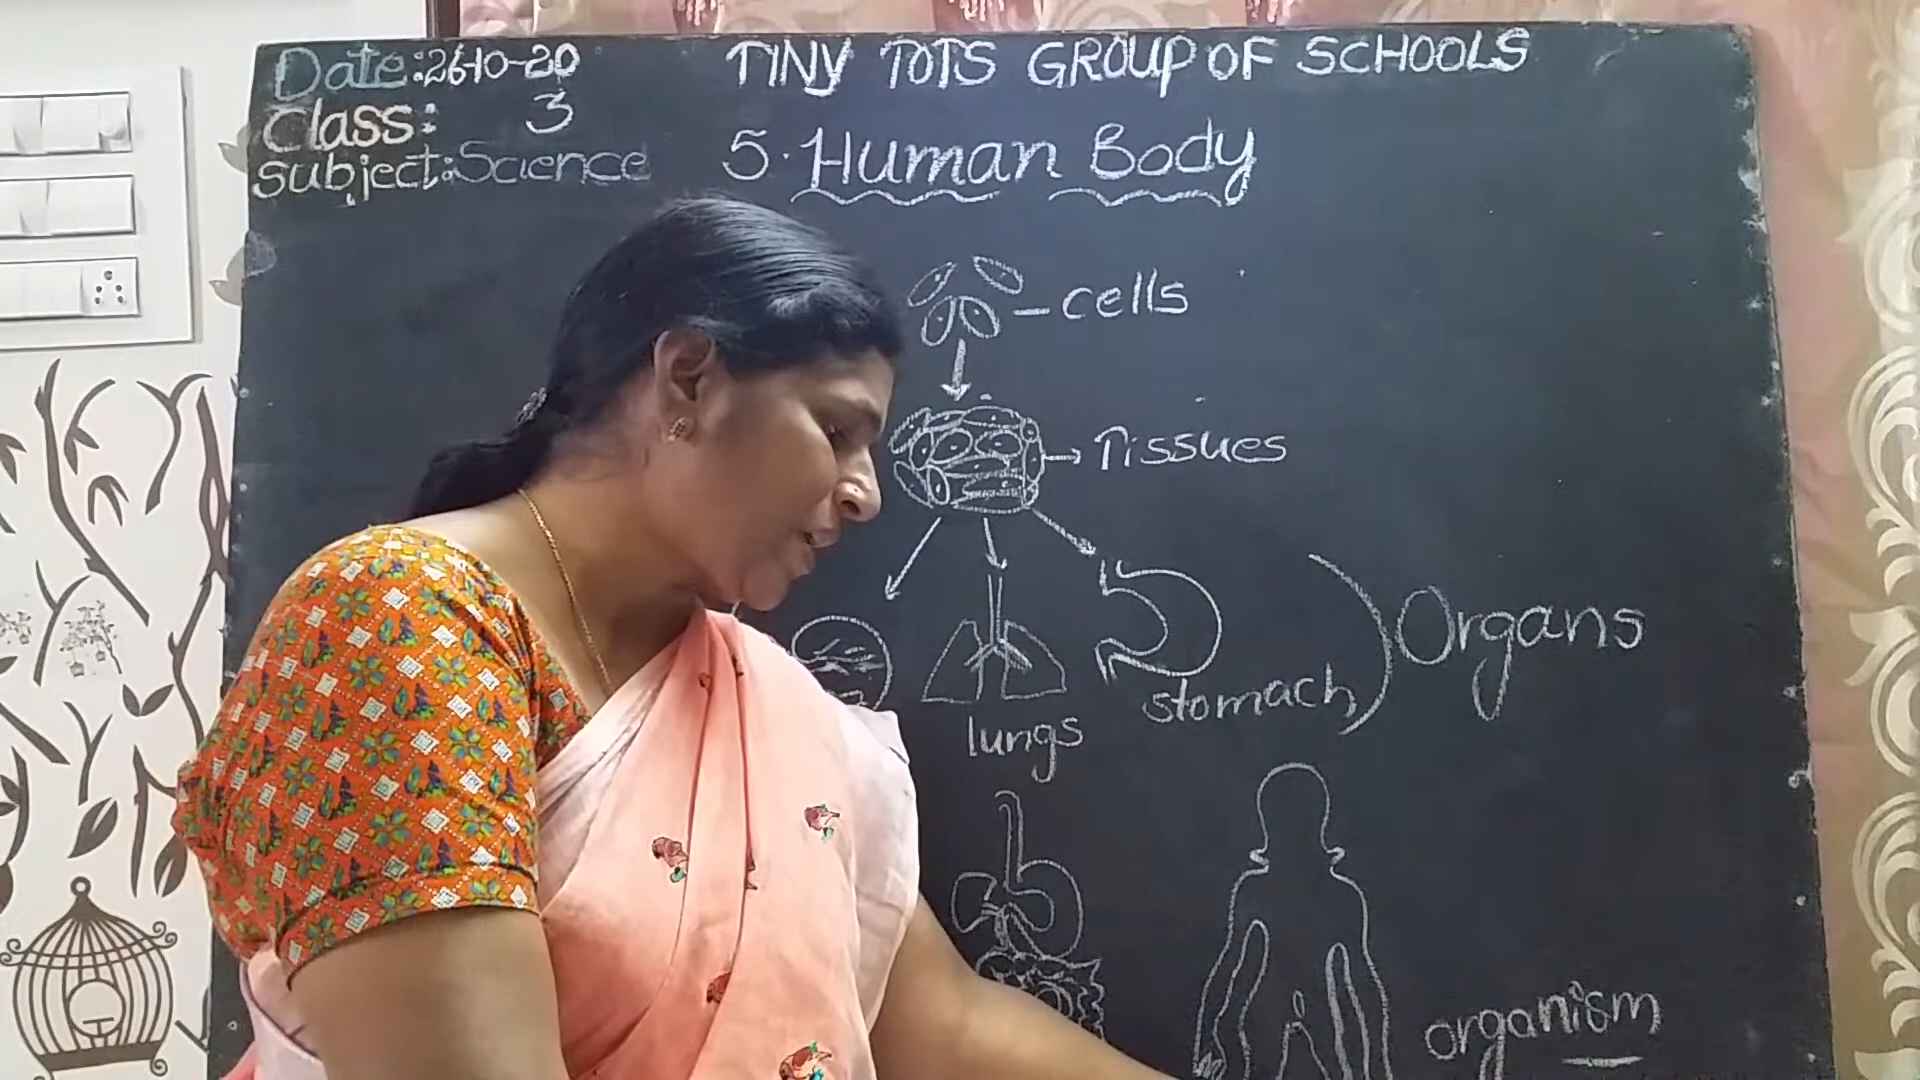 Date:26-10-20
TINY TOTS GROUP OF SCHOOLS
Class: 3
Subject:Science
5. Human Body
cells
Tissues
Organs
stomach
lungs
organism